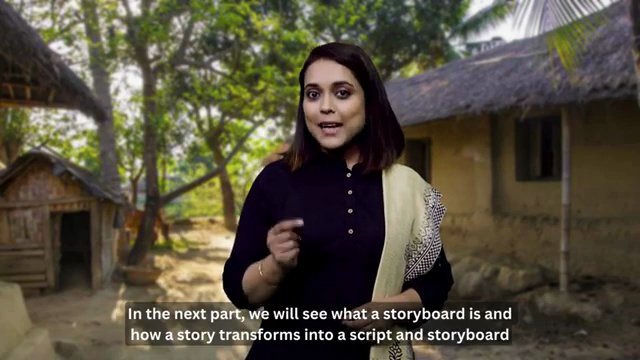 In the next part, we will see what a storyboard is and
how a story transforms into a script and storyboard